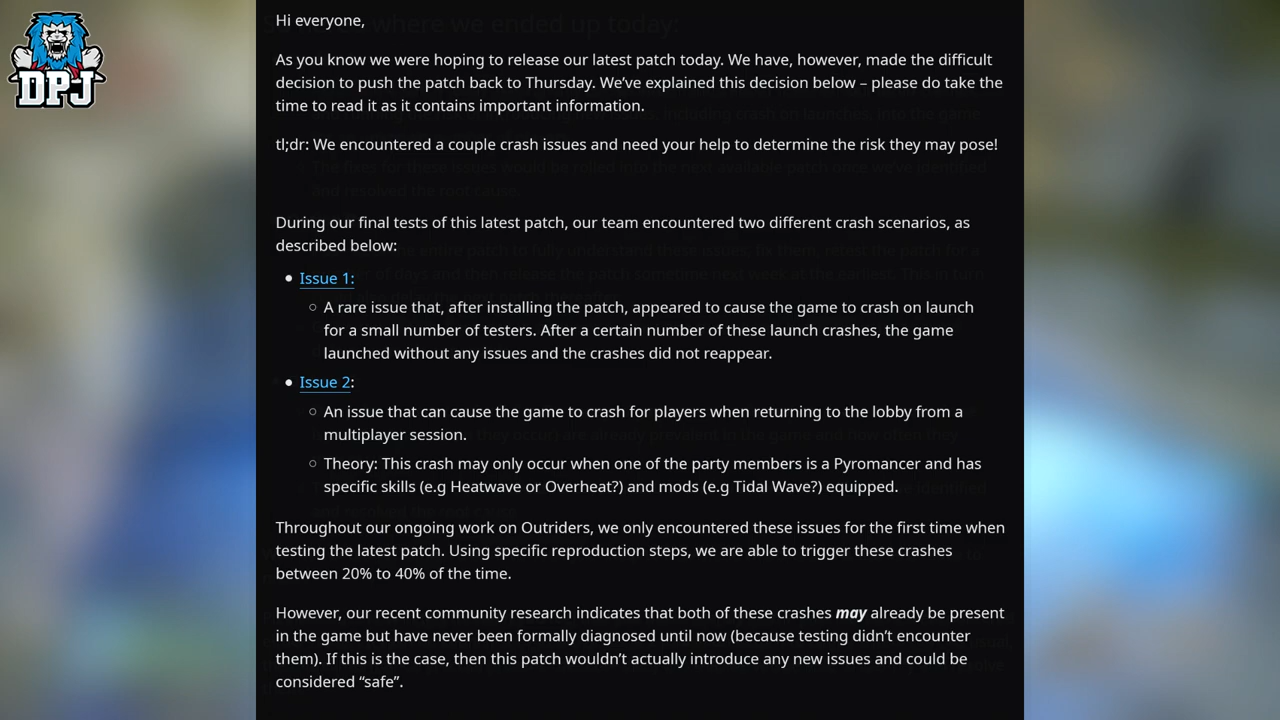 DPJ
Hi everyone,
As you know we were hoping to release our latest patch today. We have, however, made the difficult
decision to push the patch back to Thursday. We’ve explained this decision below – please do take the
time to read it as it contains important information.
tl;dr: We encountered a couple crash issues and need your help to determine the risk they may pose!
During our final tests of this latest patch, our team encountered two different crash scenarios, as
described below:
• Issue 1:
○ A rare issue that, after installing the patch, appeared to cause the game to crash on launch
for a small number of testers. After a certain number of these launch crashes, the game
launched without any issues and the crashes did not reappear.
• Issue 2:
○ An issue that can cause the game to crash for players when returning to the lobby from a
multiplayer session.
○ Theory: This crash may only occur when one of the party members is a Pyromancer and has
specific skills (e.g Heatwave or Overheat?) and mods (e.g Tidal Wave?) equipped.
Throughout our ongoing work on Outriders, we only encountered these issues for the first time when
testing the latest patch. Using specific reproduction steps, we are able to trigger these crashes
between 20% to 40% of the time.
However, our recent community research indicates that both of these crashes may already be present
in the game but have never been formally diagnosed until now (because testing didn’t encounter
them). If this is the case, then this patch wouldn’t actually introduce any new issues and could be
considered “safe”.